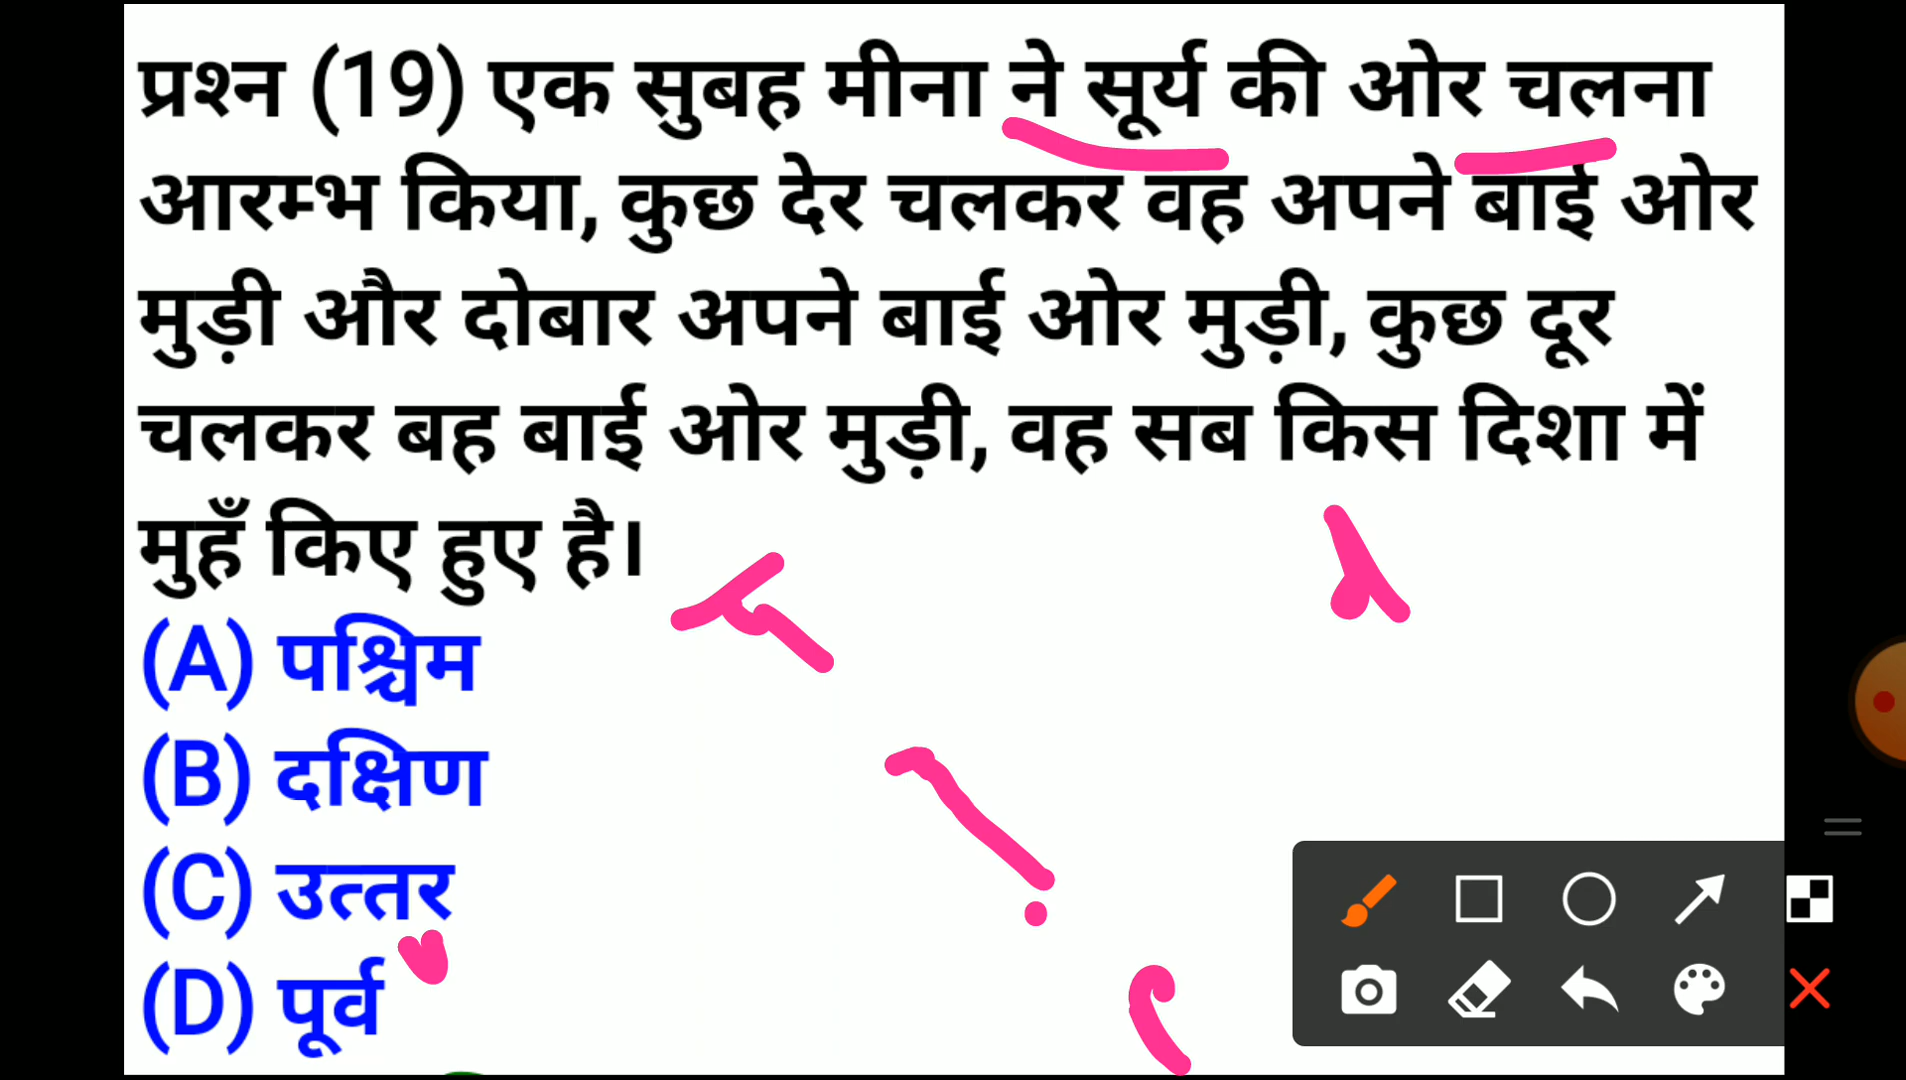 प्रश्न (19) एक सुबह मीना ने सूर्य की ओर चलना
आरम्भ किया, कुछ देर चलकर वह अपने बाई ओर
मुड़ी और दोबार अपने बाई ओर मुड़ी, कुछ दूर
चलकर बह बाई ओर मुड़ी, वह सब किस दिशा में
मुहँ किए हुए है।
(A) पश्चिम
(B) दक्षिण
(C) उत्तर
(D) पूर्व